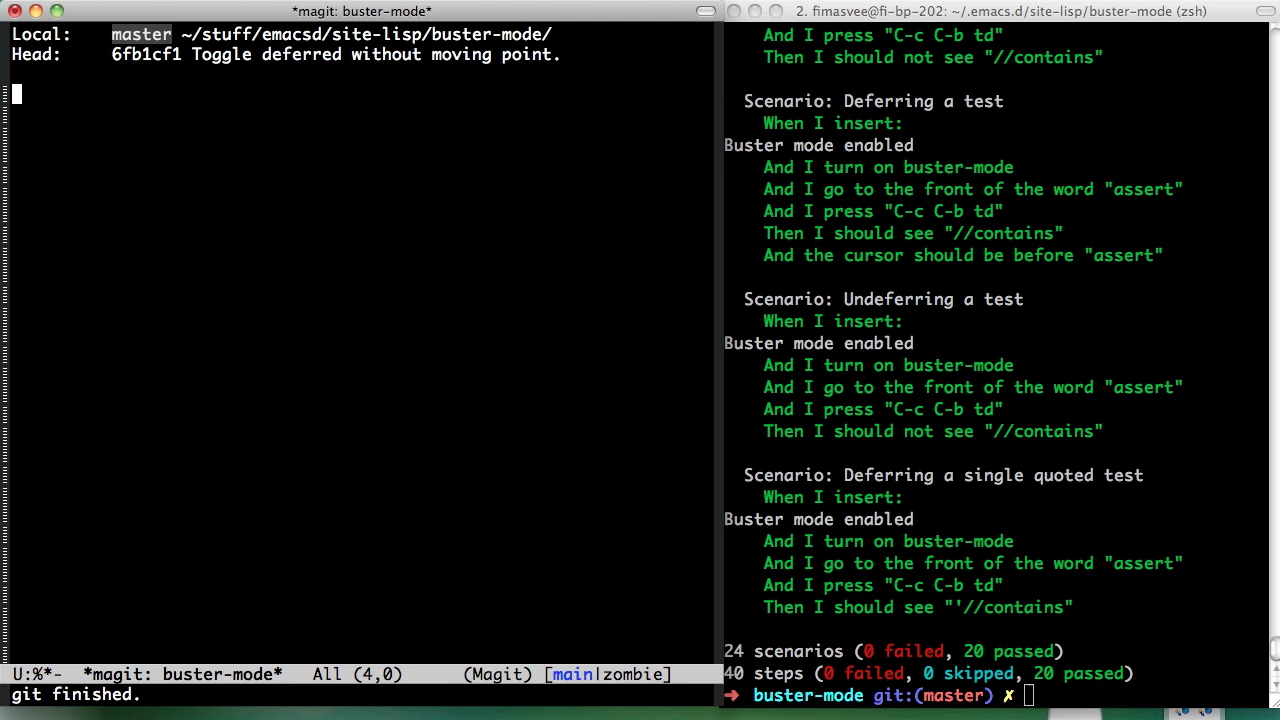 *magit: buster-mode*
Local:    master ~/stuff/emacsd/site-lisp/buster-mode/
Head:     6fb1cf1 Toggle deferred without moving point.
U:%*-  *magit: buster-mode*   All (4,0)      (Magit) [main|zombie]
git finished.
2. fimasvee@fi-bp-202: ~/.emacs.d/site-lisp/buster-mode (zsh)
And I press "C-c C-b td"
Then I should not see "//contains"
Scenario: Deferring a test
When I insert:
Buster mode enabled
And I turn on buster-mode
And I go to the front of the word "assert"
And I press "C-c C-b td"
Then I should see "//contains"
And the cursor should be before "assert"
Scenario: Undeferring a test
When I insert:
Buster mode enabled
And I turn on buster-mode
And I go to the front of the word "assert"
And I press "C-c C-b td"
Then I should not see "//contains"
Scenario: Deferring a single quoted test
When I insert:
Buster mode enabled
And I turn on buster-mode
And I go to the front of the word "assert"
And I press "C-c C-b td"
Then I should see "'//contains"
24 scenarios (0 failed, 20 passed)
40 steps (0 failed, 0 skipped, 20 passed)
➜ buster-mode git:(master) ✗